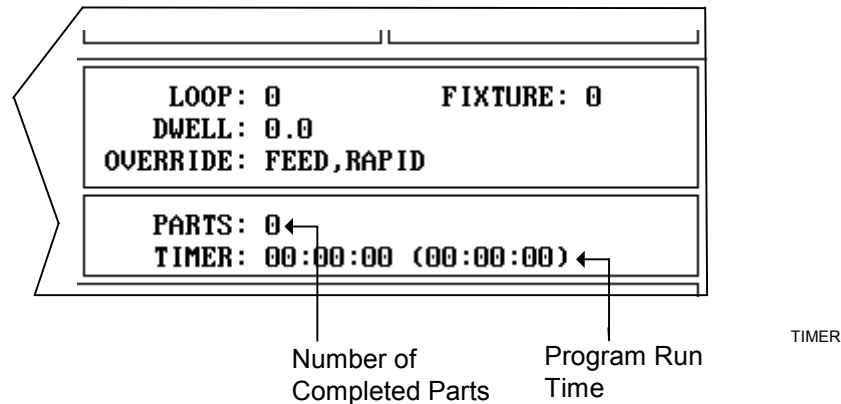 LOOP: 0 FIXTURE: 0
DWELL: 0.0
OVERRIDE: FEED,RAPID
PARTS: 0
TIMER: 00:00:00 (00:00:00)
Number of
Completed Parts
Program Run
Time
TIMER